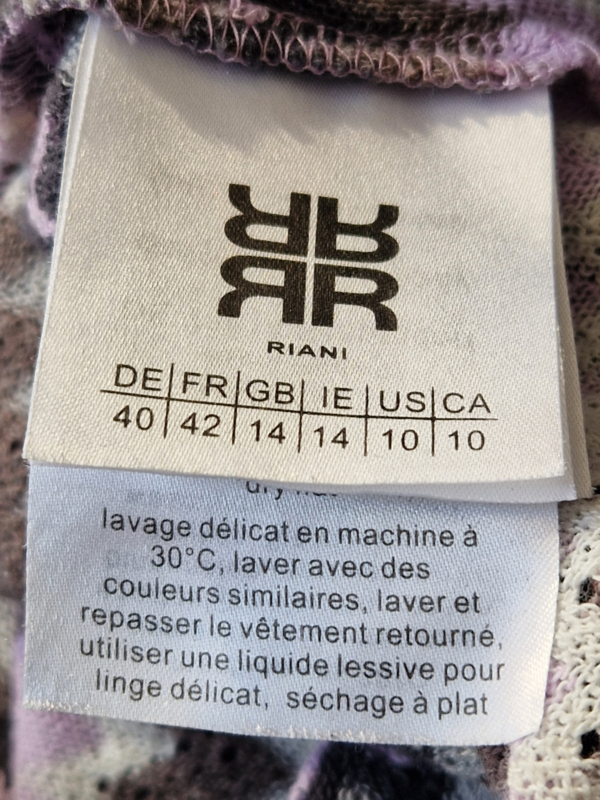 RIANI
DE FR GB IE US CA
40 42 14 14 10 10
lavage délicat en machine à
30°C, laver avec des
couleurs similaires, laver et
repasser le vêtement retourné,
utiliser une liquide lessive pour
linge délicat, séchage à plat